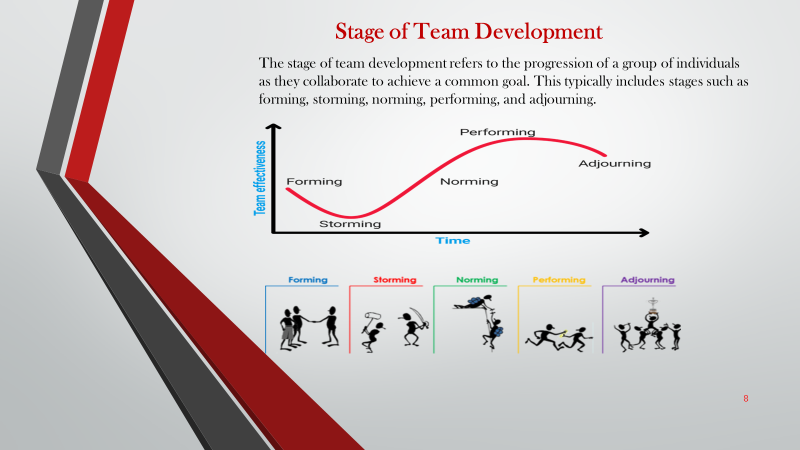 Stage of Team Development
The stage of team development refers to the progression of a group of individuals
as they collaborate to achieve a common goal. This typically includes stages such as
forming, storming, norming, performing, and adjourning.
Team effectiveness
Performing
Adjourning
Forming
Norming
Storming
Time
Forming
Storming
Norming
Performing
Adjourning
8